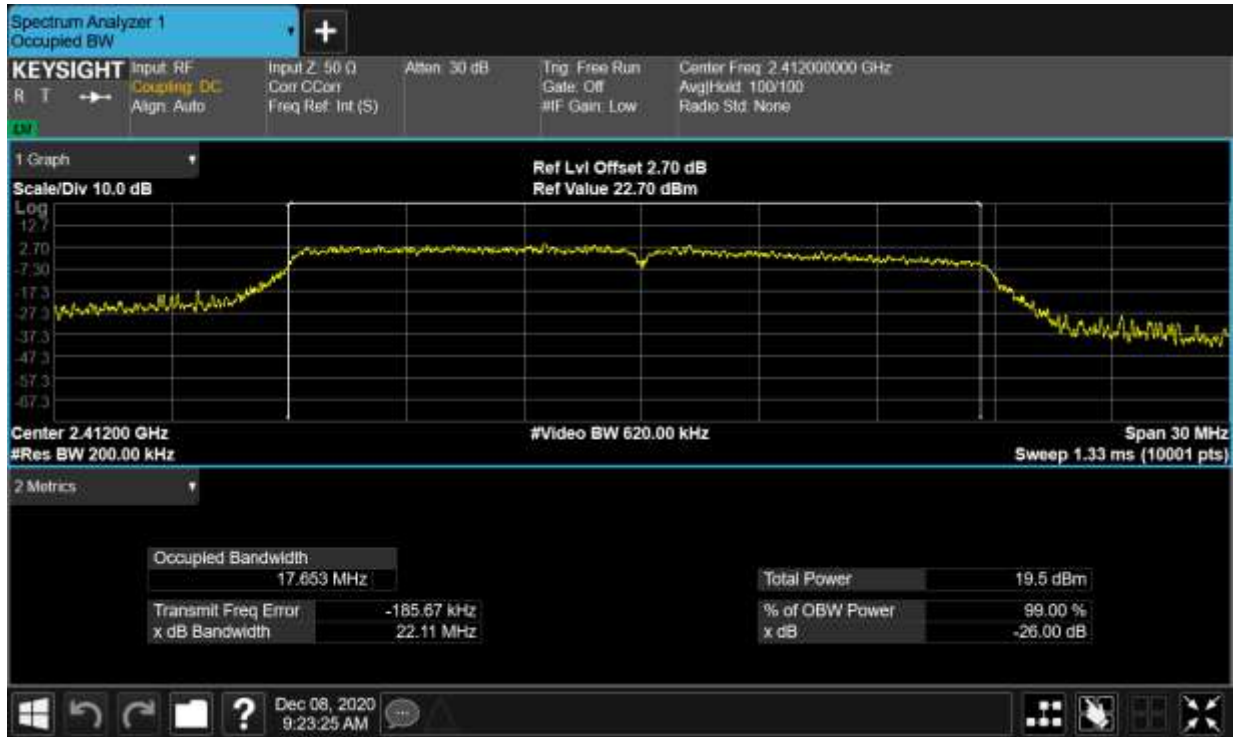 Spectrum Analyzer 1
Occupied BW
KEYSIGHT Input: RF Input Z: 50 Ω Atten: 30 dB Trig: Free Run Center Freq: 2.412000000 GHz
R T Coupling: DC Corr CCorr Gate: Off Avg|Hold: 100/100
Align: Auto Freq Ref: Int (S) #IF Gain: Low Radio Std: None
1 Graph
Ref Lvl Offset 2.70 dB
Scale/Div 10.0 dB Ref Value 22.70 dBm
Log
12.7
2.70
-7.30
-17.3
-27.3
-37.3
-47.3
-57.3
-67.3
Center 2.41200 GHz #Video BW 620.00 kHz Span 30 MHz
#Res BW 200.00 kHz Sweep 1.33 ms (10001 pts)
2 Metrics
Occupied Bandwidth
17.653 MHz Total Power 19.5 dBm
Transmit Freq Error -185.67 kHz % of OBW Power 99.00 %
x dB Bandwidth 22.11 MHz x dB -26.00 dB
? Dec 08, 2020
9:23:25 AM